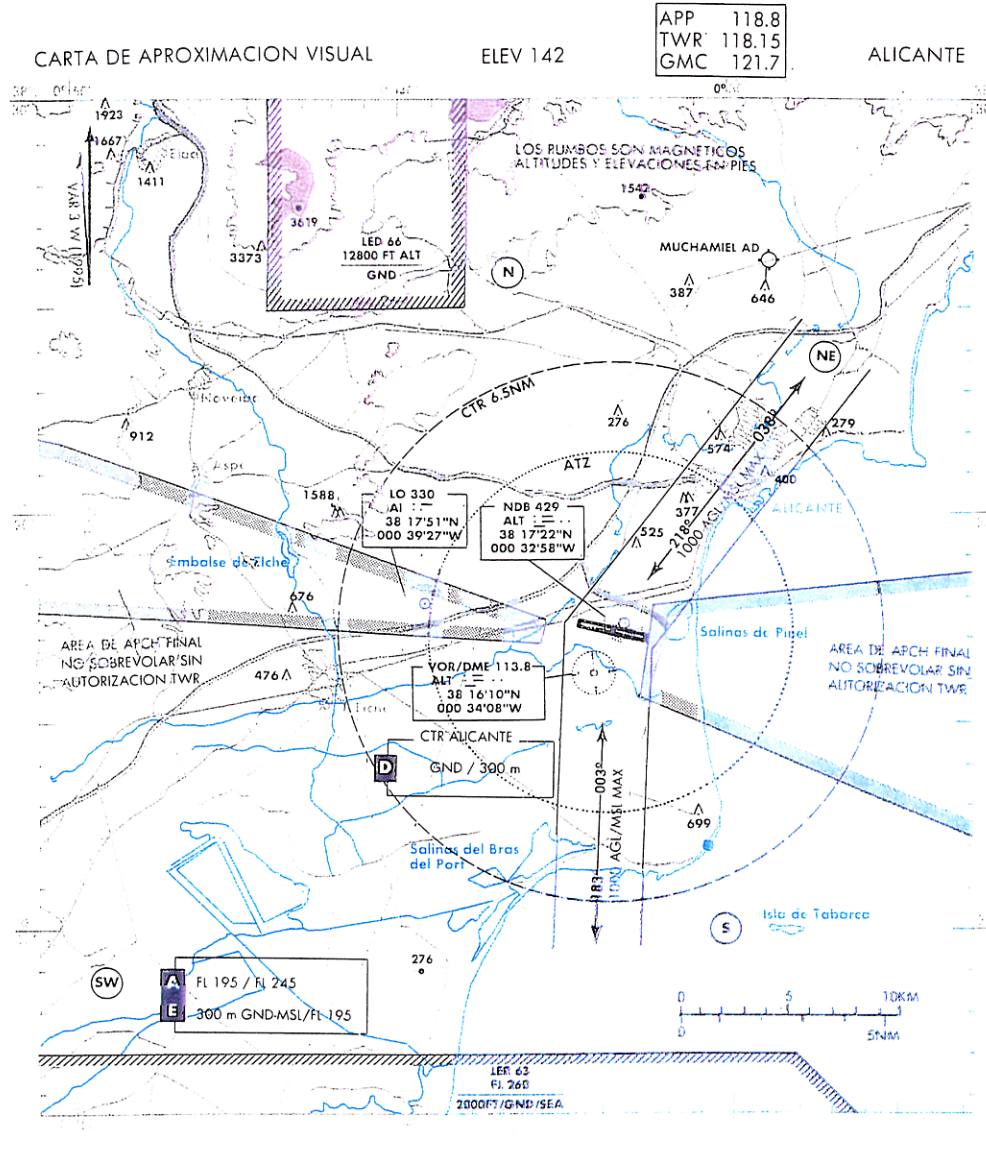 APP 118.8
TWR 118.15
GMC 121.7
CARTA DE APROXIMACION VISUAL
ELEV 142
ALICANTE
1923
1667
1411
VAR 3 W (1995)
LOS RUMBOS SON MAGNETICOS
ALTITUDES Y ELEVACIONES EN PIES
1542
3619
3373
LED 66
12800 FT ALT
GND
N
MUCHAMIEL AD
387
646
NE
CTR 6.5NM
276
279
912
574
038º
ATZ
Aspe
1588
LO 330
AI
38 17'51"N
000 39'27"W
NDB 429
ALT
38 17'22"N
000 32'58"W
377
400
525
218º
1000 AGL/MSL MAX
ALICANTE
Embalse de Elche
676
AREA DE APCH FINAL
NO SOBREVOLAR SIN
AUTORIZACION TWR
476
VOR/DME 113.8
ALT
38 16'10"N
000 34'08"W
AREA DE APCH FINAL
NO SOBREVOLAR SIN
AUTORIZACION TWR
CTR ALICANTE
D
GND / 300 m
003º
183
1000 AGL/MSL MAX
699
Salinas del Bras
del Port
S
Isla de Tabarca
276
SW
A
FL 195 / FL 245
E
300 m GND-MSL/FL 195
0 5 10KM
0 5NM
LER 63
FL 260
2000FT/GND/SEA